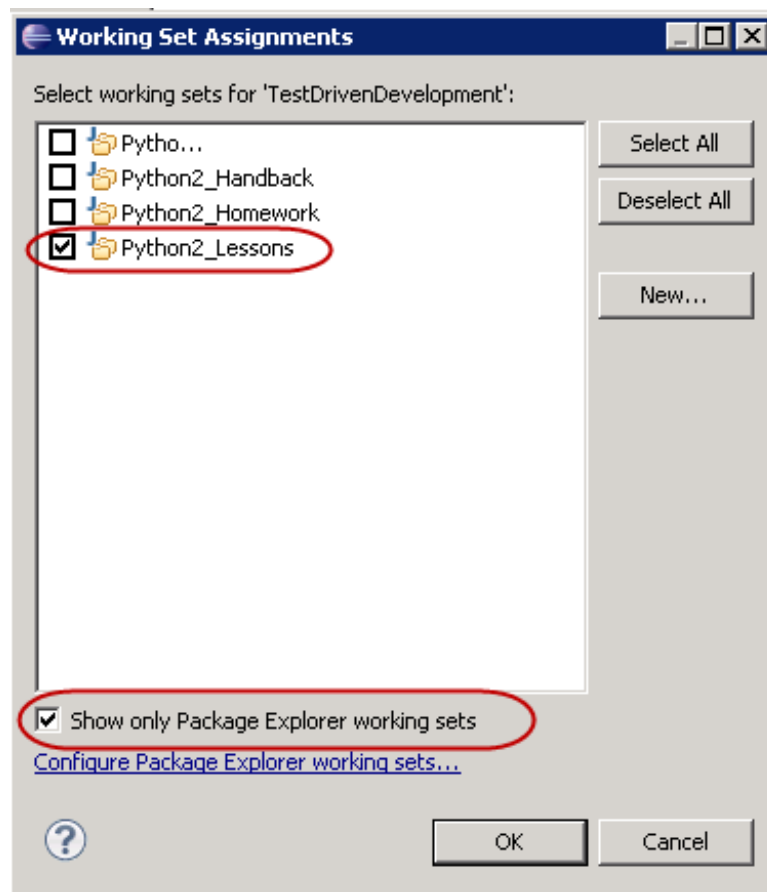 Working Set Assignments
Select working sets for 'TestDrivenDevelopment':
Pytho...
Python2_Handback
Python2_Homework
Python2_Lessons
Select All
Deselect All
New...
Show only Package Explorer working sets
Configure Package Explorer working sets...
?
OK
Cancel